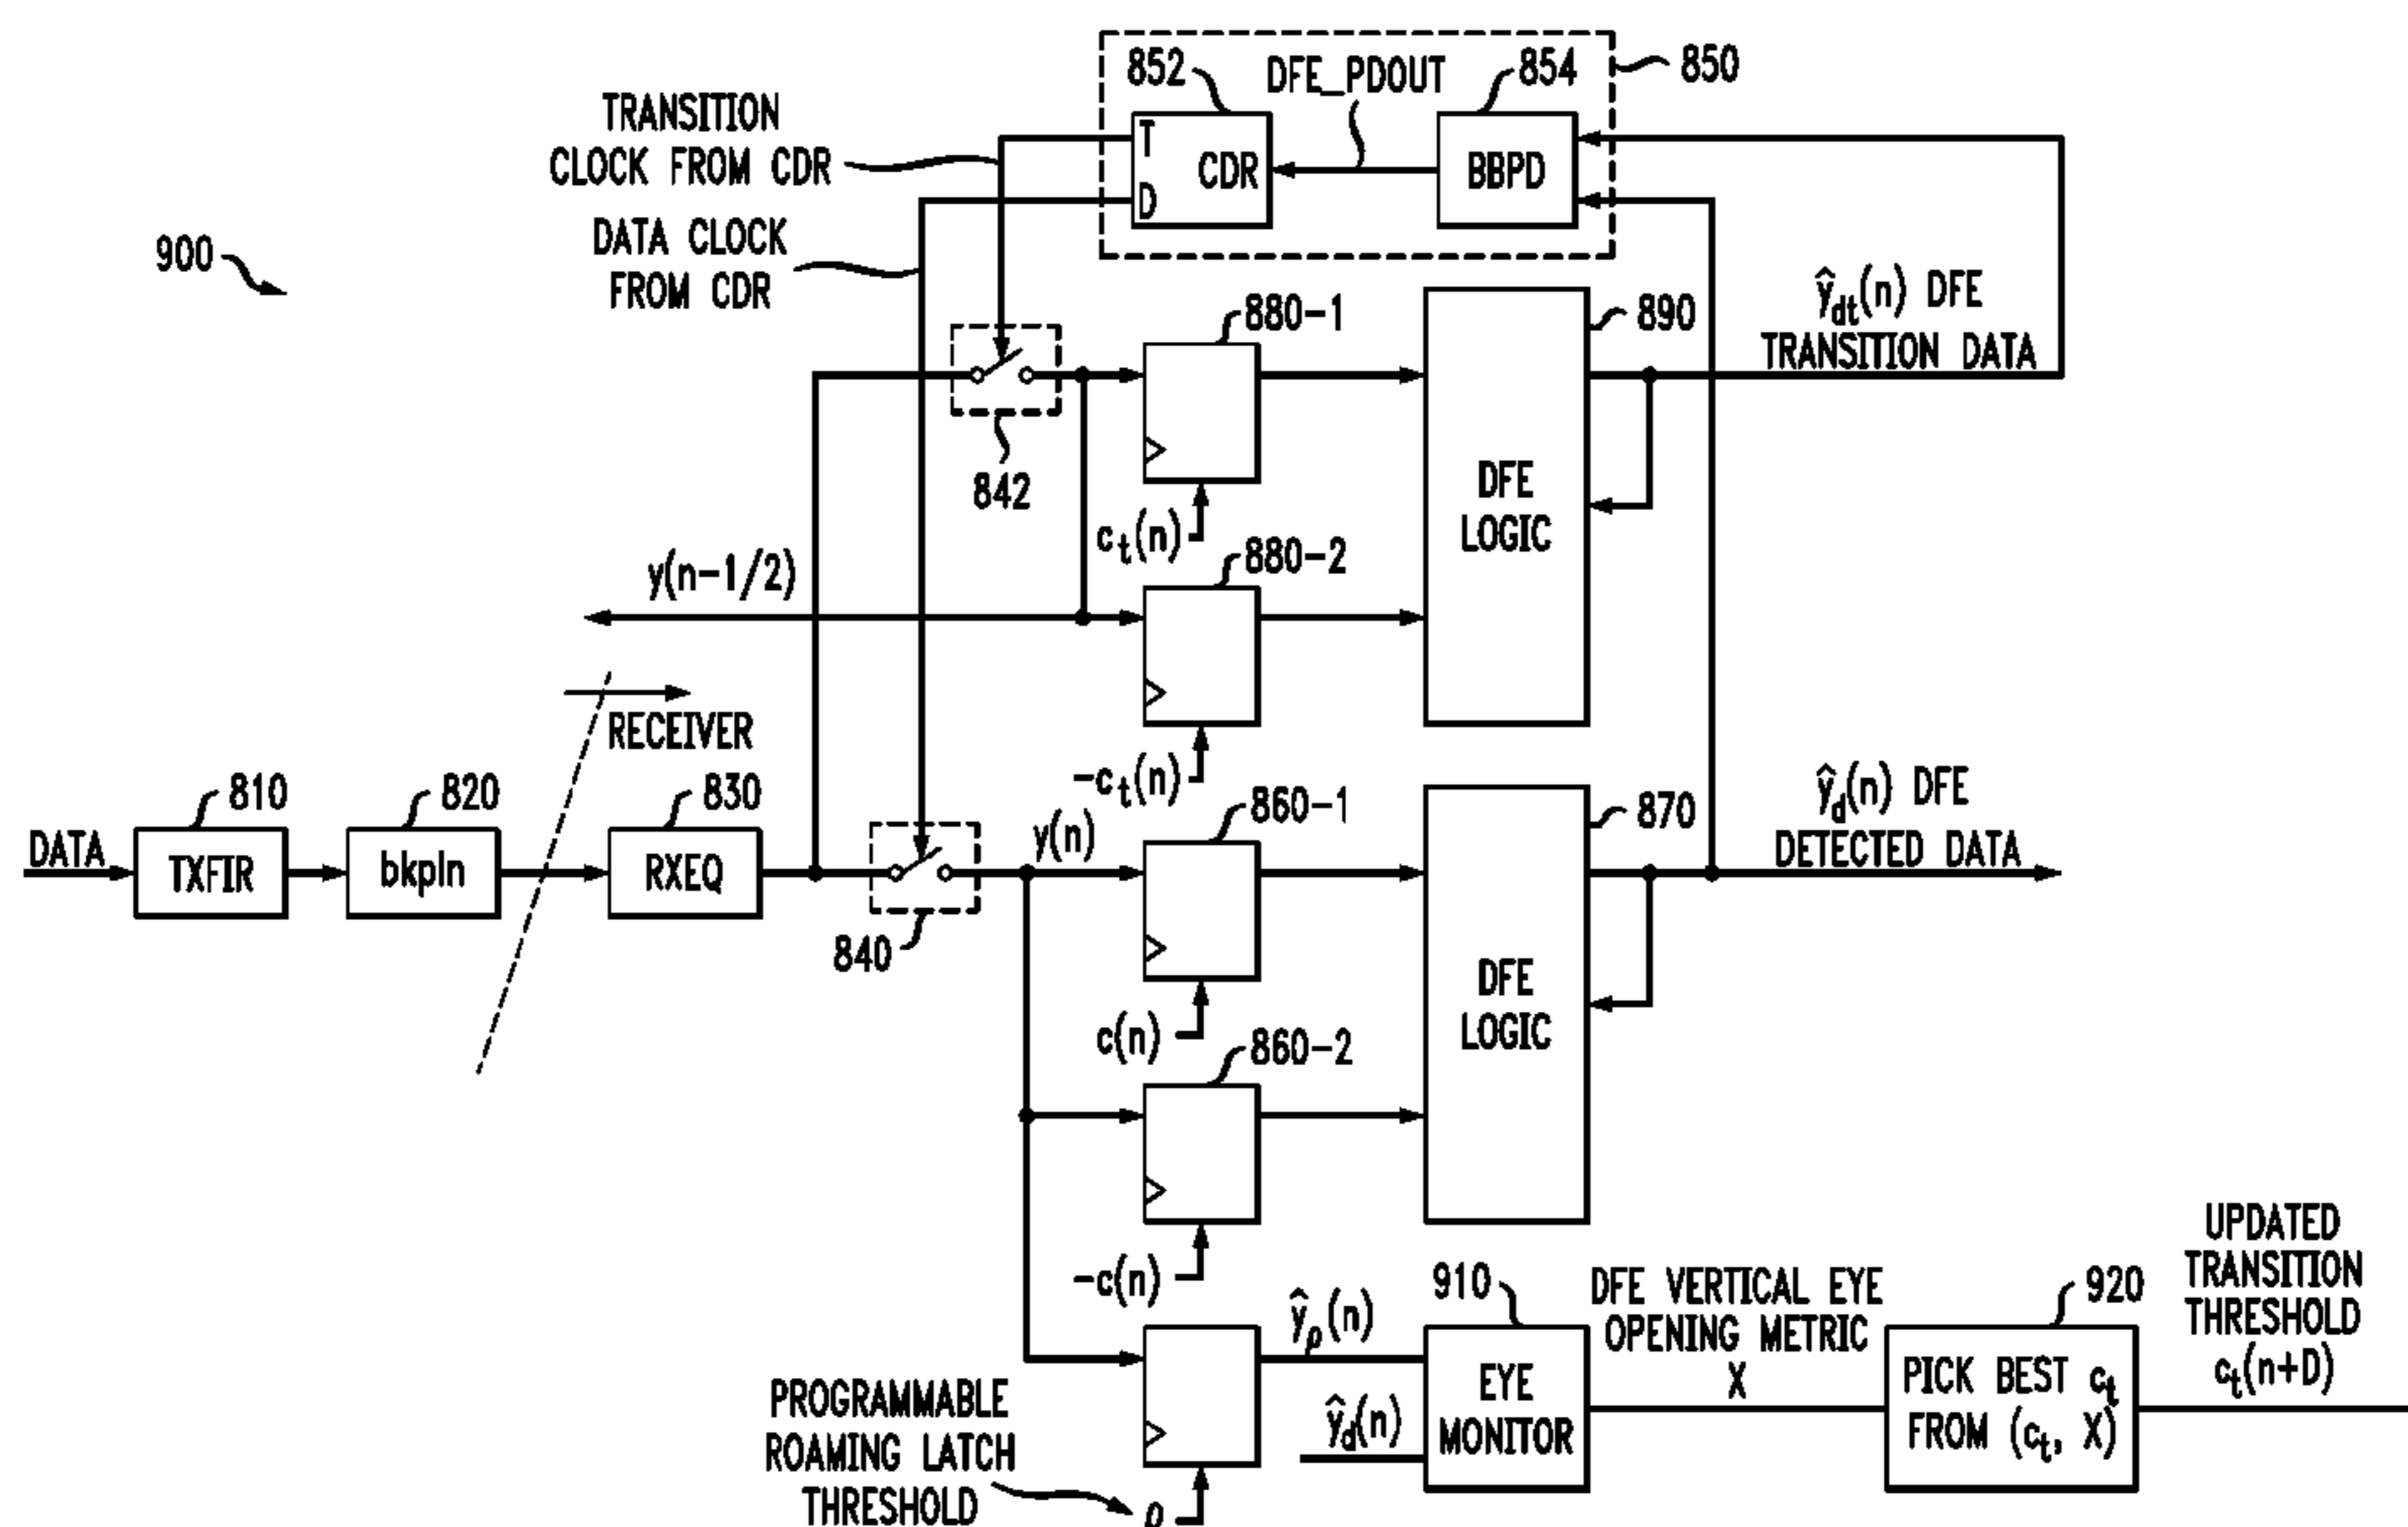 852
DFE_PDOUT
854
850
TRANSITION
CLOCK FROM CDR
T
CDR
D
BBPD
DATA CLOCK
FROM CDR
900
880-1
890
ŷdt(n) DFE
TRANSITION DATA
842
DFE
LOGIC
ct(n)
880-2
y(n-1/2)
RECEIVER
-ct(n)
810
820
830
y(n)
860-1
870
ŷd(n) DFE
DETECTED DATA
DATA
TXFIR
bkpln
RXEQ
840
DFE
LOGIC
c(n)
860-2
-c(n)
910
DFE VERTICAL EYE
OPENING METRIC
X
920
UPDATED
TRANSITION
THRESHOLD
ct(n+D)
ŷρ(n)
PROGRAMMABLE
ROAMING LATCH
THRESHOLD
ρ
ŷd(n)
EYE
MONITOR
PICK BEST ct
FROM (ct, X)